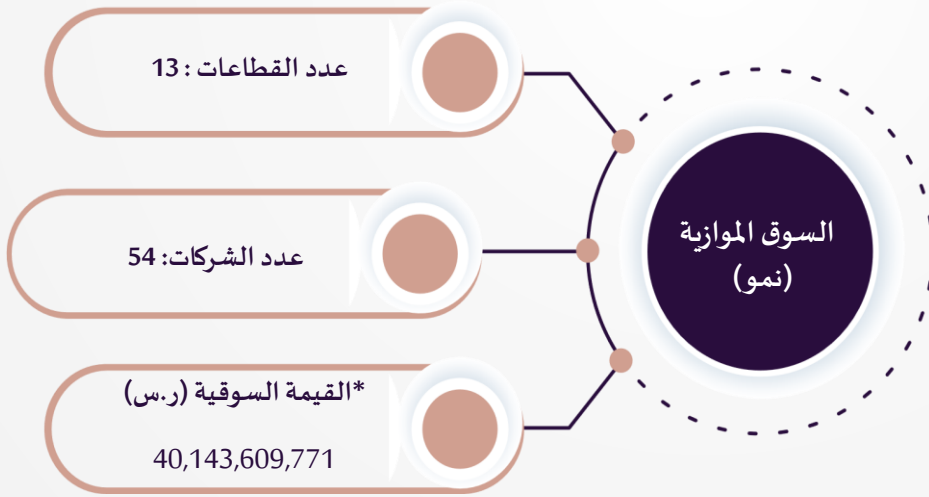 السوق الموازية
(نمو)
عدد القطاعات : 13
عدد الشركات: 54
*القيمة السوقية (ر.س)
40,143,609,771